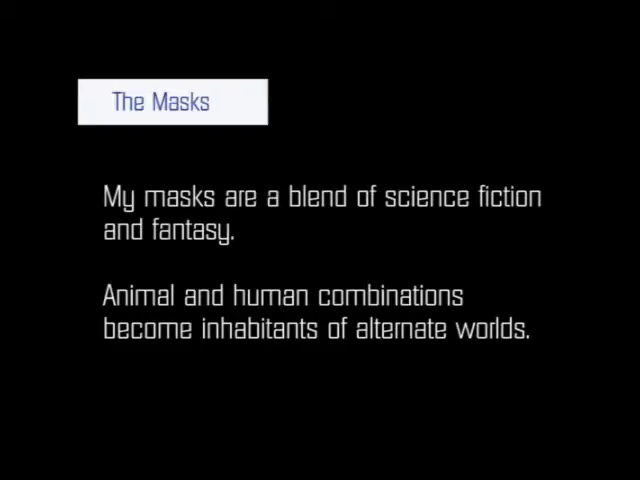 The Masks
My masks are a blend of science fiction
and fantasy.
Animal and human combinations
become inhabitants of alternate worlds.